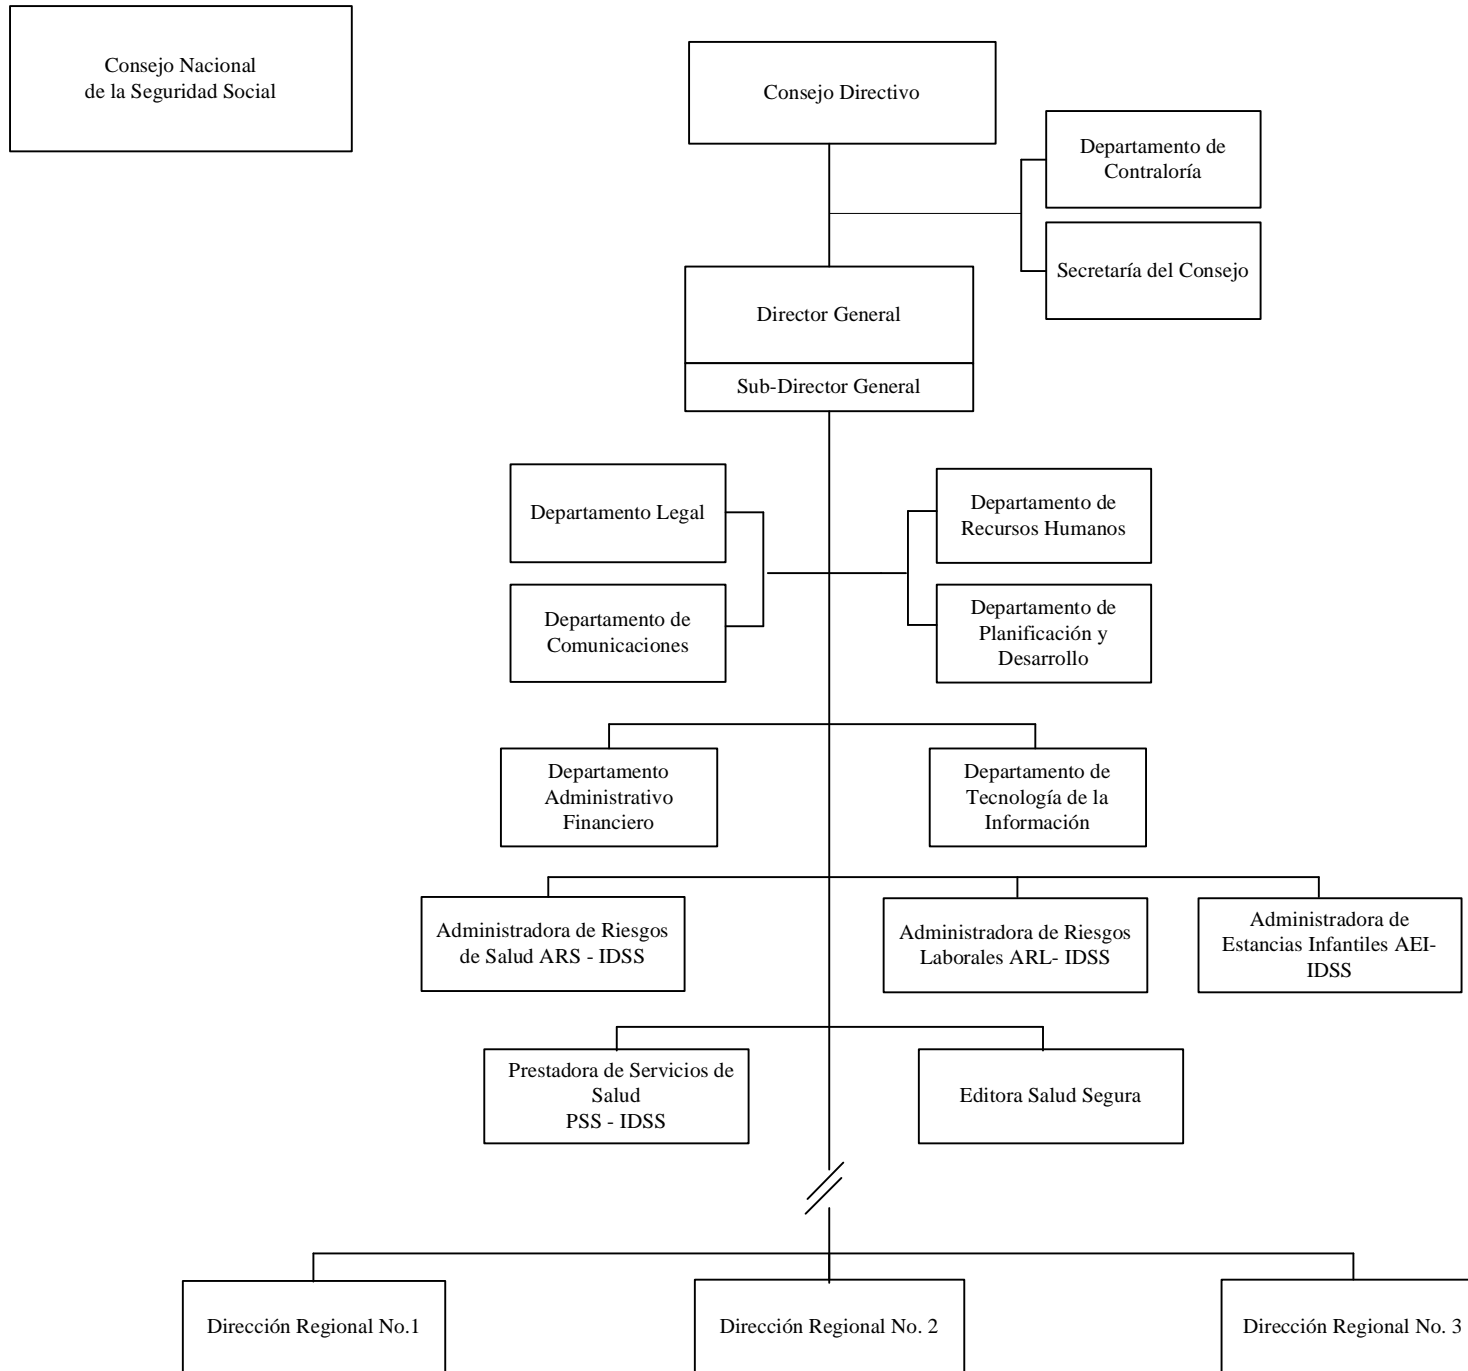 Consejo Nacional
de la Seguridad Social
Consejo Directivo
Departamento de
Contraloría
Secretaría del Consejo
Director General
Sub-Director General
Departamento Legal
Departamento de
Recursos Humanos
Departamento de
Comunicaciones
Departamento de
Planificación y
Desarrollo
Departamento
Administrativo
Financiero
Departamento de
Tecnología de la
Información
Administradora de Riesgos
de Salud ARS - IDSS
Administradora de Riesgos
Laborales ARL- IDSS
Administradora de
Estancias Infantiles AEI-
IDSS
Prestadora de Servicios de
Salud
PSS - IDSS
Editora Salud Segura
Dirección Regional No.1
Dirección Regional No. 2
Dirección Regional No. 3